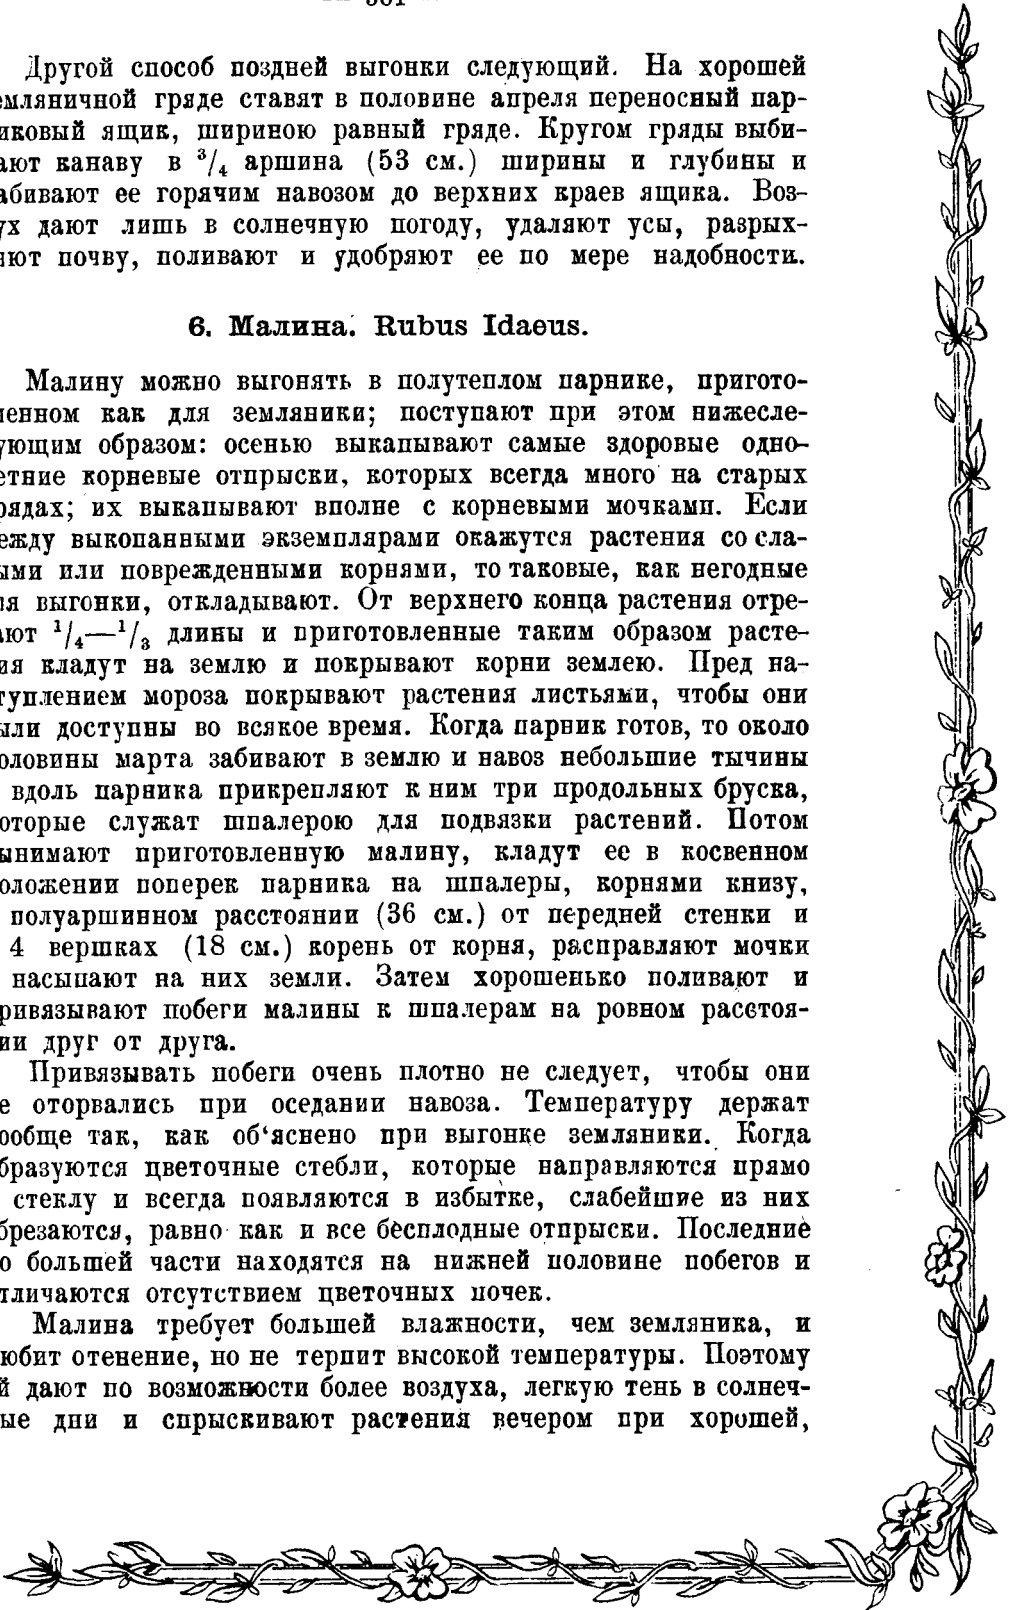 Другой способ поздней выгонки следующий. На хорошей
емляничной гряде ставят в половине апреля переносный пар-
иковый ящик, шириною равный гряде. Кругом гряды выби-
ают канаву в 3/4 аршина (53 см.) ширины и глубины и
абивают ее горячим навозом до верхних краев ящика. Воз-
ух дают лишь в солнечную погоду, удаляют усы, разрых-
яют почву, поливают и удобряют ее по мере надобности.
6. Малина. Rubus Idaeus.
Малину можно выгонять в полутеплом парнике, пригото-
ленном как для земляники; поступают при этом нижесле-
ующим образом: осенью выкапывают самые здоровые одно-
етние корневые отпрыски, которых всегда много на старых
рядах; их выкапывают вполне с корневыми мочками. Если
ежду выкопанными экземплярами окажутся растения со сла-
ыми или поврежденными корнями, то таковые, как негодные
ля выгонки, откладывают. От верхнего конца растения отре-
ают 1/4—1/3 длины и приготовленные таким образом расте-
ия кладут на землю и покрывают корни землею. Пред на-
туплением мороза покрывают растения листьями, чтобы они
ыли доступны во всякое время. Когда парник готов, то около
оловины марта забивают в землю и навоз небольшие тычины
вдоль парника прикрепляют к ним три продольных бруска,
оторые служат шпалерою для подвязки растений. Потом
ынимают приготовленную малину, кладут ее в косвенном
оложении поперек парника на шпалеры, корнями книзу,
полуаршинном расстоянии (36 см.) от передней стенки и
4 вершках (18 см.) корень от корня, расправляют мочки
насыпают на них земли. Затем хорошенько поливают и
ривязывают побеги малины к шпалерам на ровном расстоя-
ии друг от друга.
Привязывать побеги очень плотно не следует, чтобы они
е оторвались при оседании навоза. Температуру держат
ообще так, как об‘яснено при выгонке земляники. Когда
бразуются цветочные стебли, которые направляются прямо
стеклу и всегда появляются в избытке, слабейшие из них
брезаются, равно как и все бесплодные отпрыски. Последние
о большей части находятся на нижней половине побегов и
тличаются отсутствием цветочных почек.
Малина требует большей влажности, чем земляника, и
юбит отенение, но не терпит высокой температуры. Поэтому
й дают по возможности более воздуха, легкую тень в солнеч-
ые дни и спрыскивают растения вечером при хорошей,